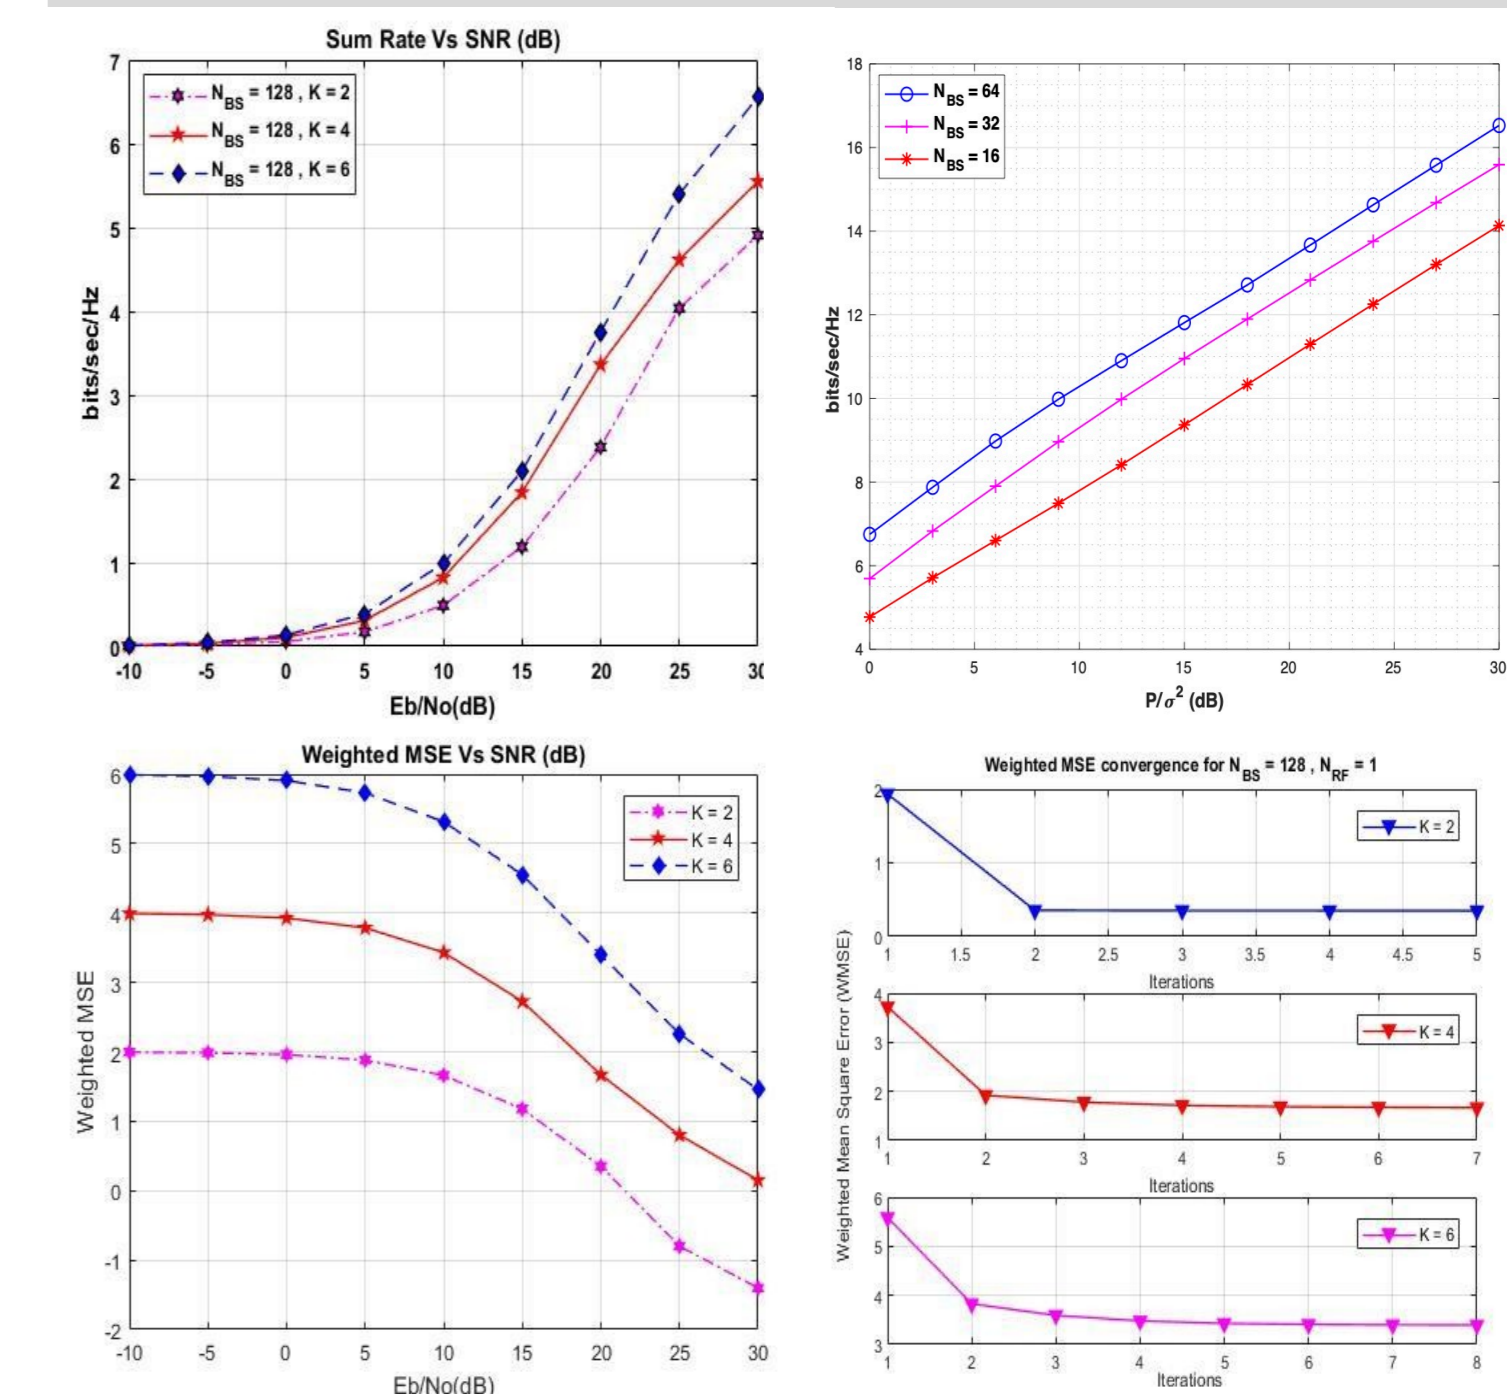 Sum Rate Vs SNR (dB)
N_BS = 128 , K = 2
N_BS = 128 , K = 4
N_BS = 128 , K = 6
bits/sec/Hz
7
6
5
4
3
2
1
0
-10 -5 0 5 10 15 20 25 30
Eb/No(dB)
N_BS = 64
N_BS = 32
N_BS = 16
bits/sec/Hz
18
16
14
12
10
8
6
4
0 5 10 15 20 25 30
P/σ² (dB)
Weighted MSE Vs SNR (dB)
K = 2
K = 4
K = 6
Weighted MSE
6
5
4
3
2
1
0
-1
-2
-10 -5 0 5 10 15 20 25 30
Eb/No(dB)
Weighted MSE convergence for N_BS = 128 , N_RF = 1
Weighted Mean Square Error (WMSE)
K = 2
2
1
0
1 1.5 2 2.5 3 3.5 4 4.5 5
Iterations
K = 4
4
3
2
1
1 2 3 4 5 6 7
Iterations
K = 6
6
5
4
3
1 2 3 4 5 6 7 8
Iterations